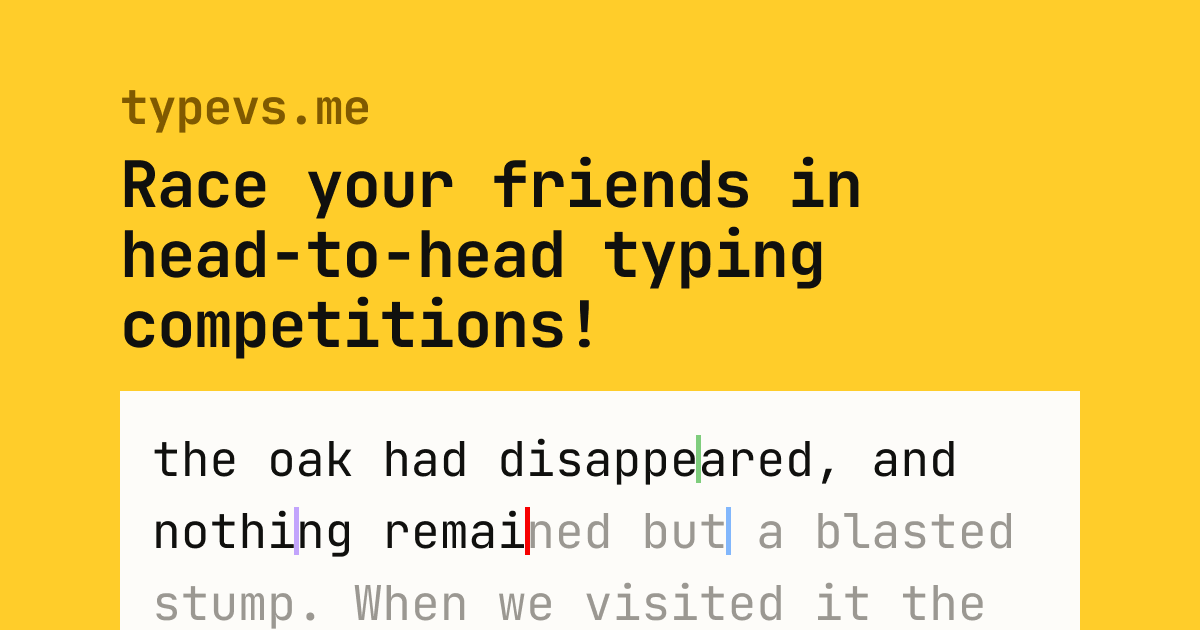 typevs.me
Race your friends in
head-to-head typing
competitions!
the oak had disappeared, and
nothing remained but a blasted
stump. When we visited it the